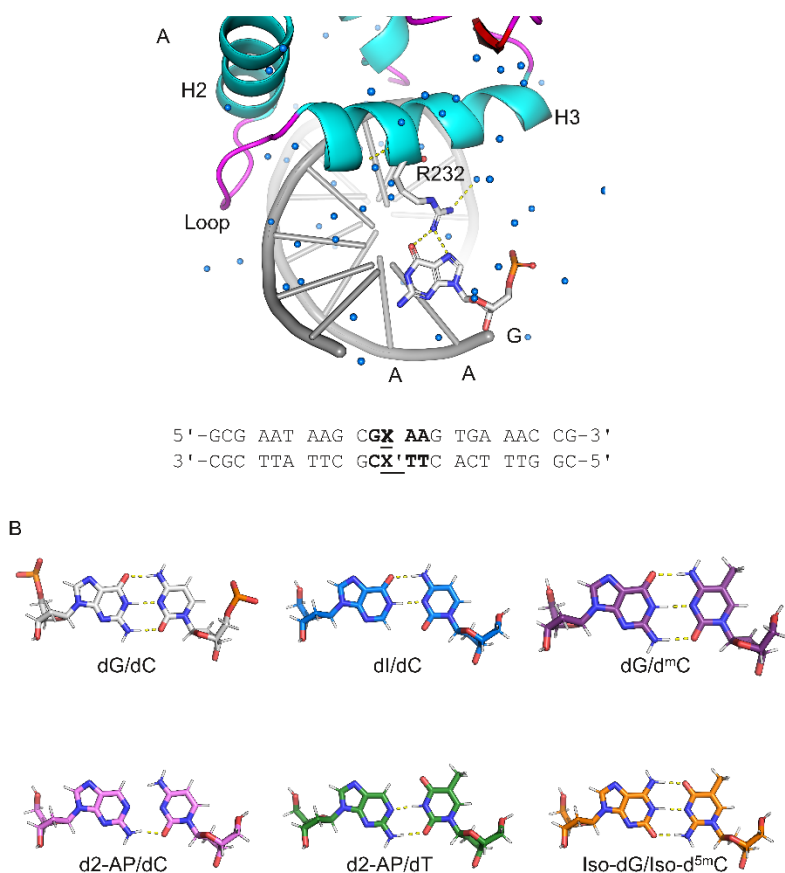 A
H2
H3
R232
Loop
G
A A
5'-GCG AAT AAG CGX AAG TGA AAC CG-3'
3'-CGC TTA TTC GCX'TTC ACT TTG GC-5'
B
dG/dC dI/dC dG/dᵐC
d2-AP/dC d2-AP/dT Iso-dG/Iso-d⁵ᵐC